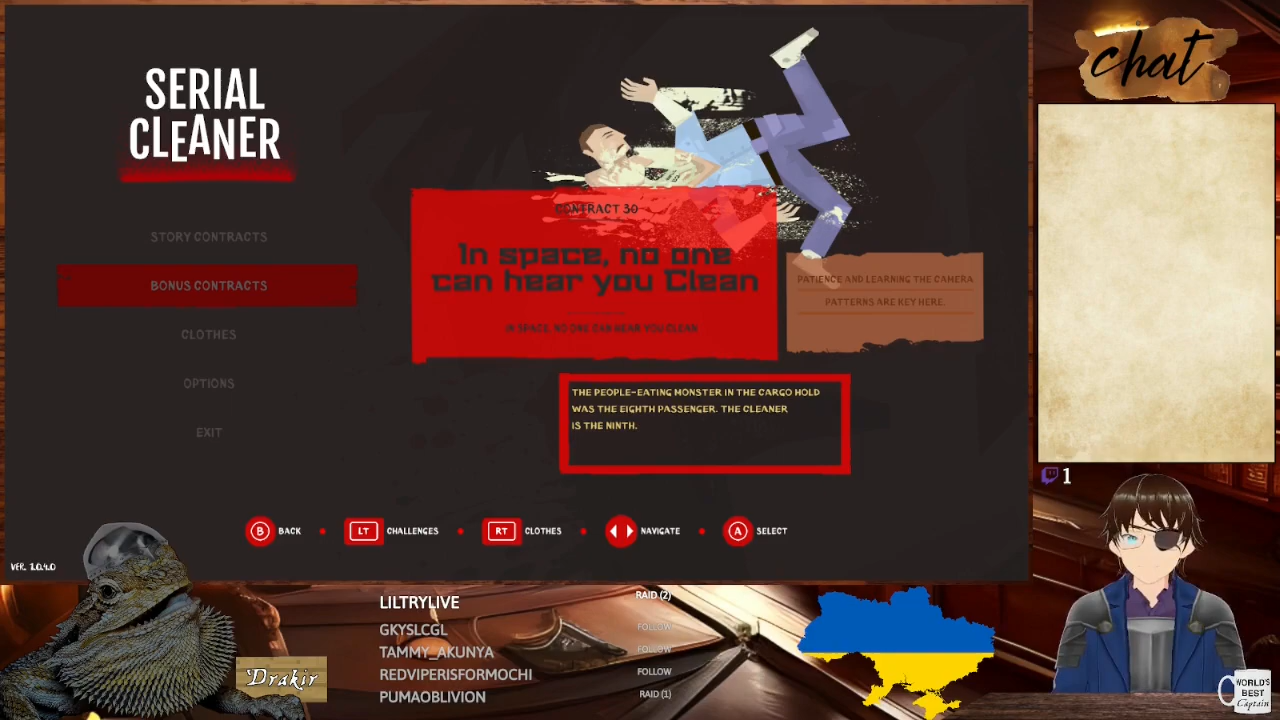 SERIAL
CLEANER
STORY CONTRACTS
BONUS CONTRACTS
CLOTHES
OPTIONS
EXIT
CONTRACT 30
In space, no one
can hear you Clean
IN SPACE, NO ONE CAN HEAR YOU CLEAN
PATIENCE AND LEARNING THE CAMERA
PATTERNS ARE KEY HERE.
THE PEOPLE-EATING MONSTER IN THE CARGO HOLD
WAS THE EIGHTH PASSENGER. THE CLEANER
IS THE NINTH.
B BACK
LT CHALLENGES
RT CLOTHES
NAVIGATE
A SELECT
VER. 1.0.4.0
chat
1
Drakir
LILTRYLIVE RAID (2)
GKYSLCGL FOLLOW
TAMMY_AKUNYA FOLLOW
REDVIPERISFORMOCHI FOLLOW
PUMAOBLIVION RAID (1)
WORLD'S
BEST
Captain